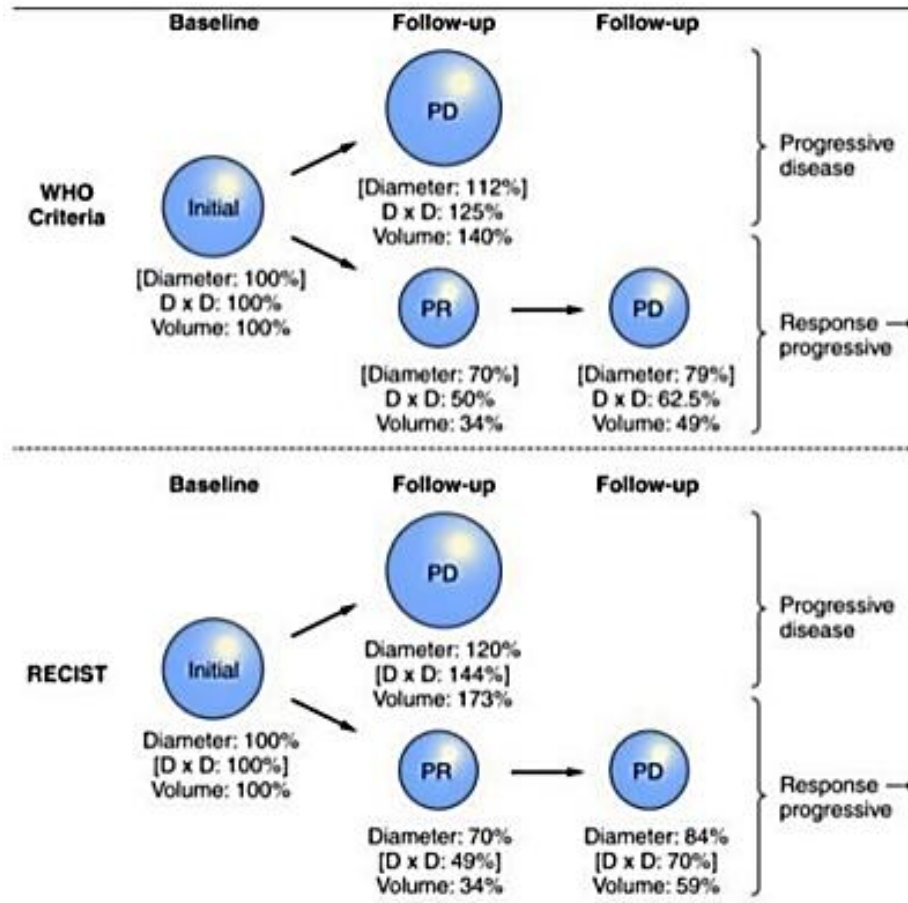 Baseline Follow-up Follow-up
PD
Progressive
disease
WHO
Criteria
Initial
[Diameter: 112%]
D x D: 125%
Volume: 140%
[Diameter: 100%]
D x D: 100%
Volume: 100%
PR
PD
Response →
progressive
[Diameter: 70%]
D x D: 50%
Volume: 34%
[Diameter: 79%]
D x D: 62.5%
Volume: 49%
Baseline Follow-up Follow-up
PD
Progressive
disease
RECIST
Initial
Diameter: 120%
[D x D: 144%]
Volume: 173%
Diameter: 100%
[D x D: 100%]
Volume: 100%
PR
PD
Response →
progressive
Diameter: 70%
[D x D: 49%]
Volume: 34%
Diameter: 84%
[D x D: 70%]
Volume: 59%